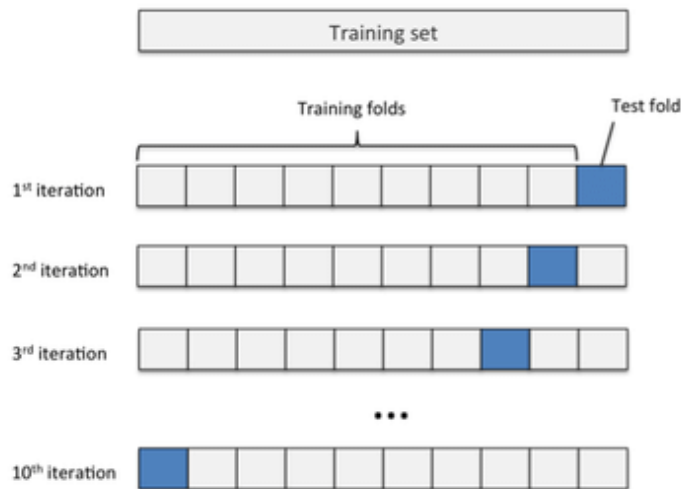 Training set
Training folds
Test fold
1st iteration
2nd iteration
3rd iteration
•••
10th iteration